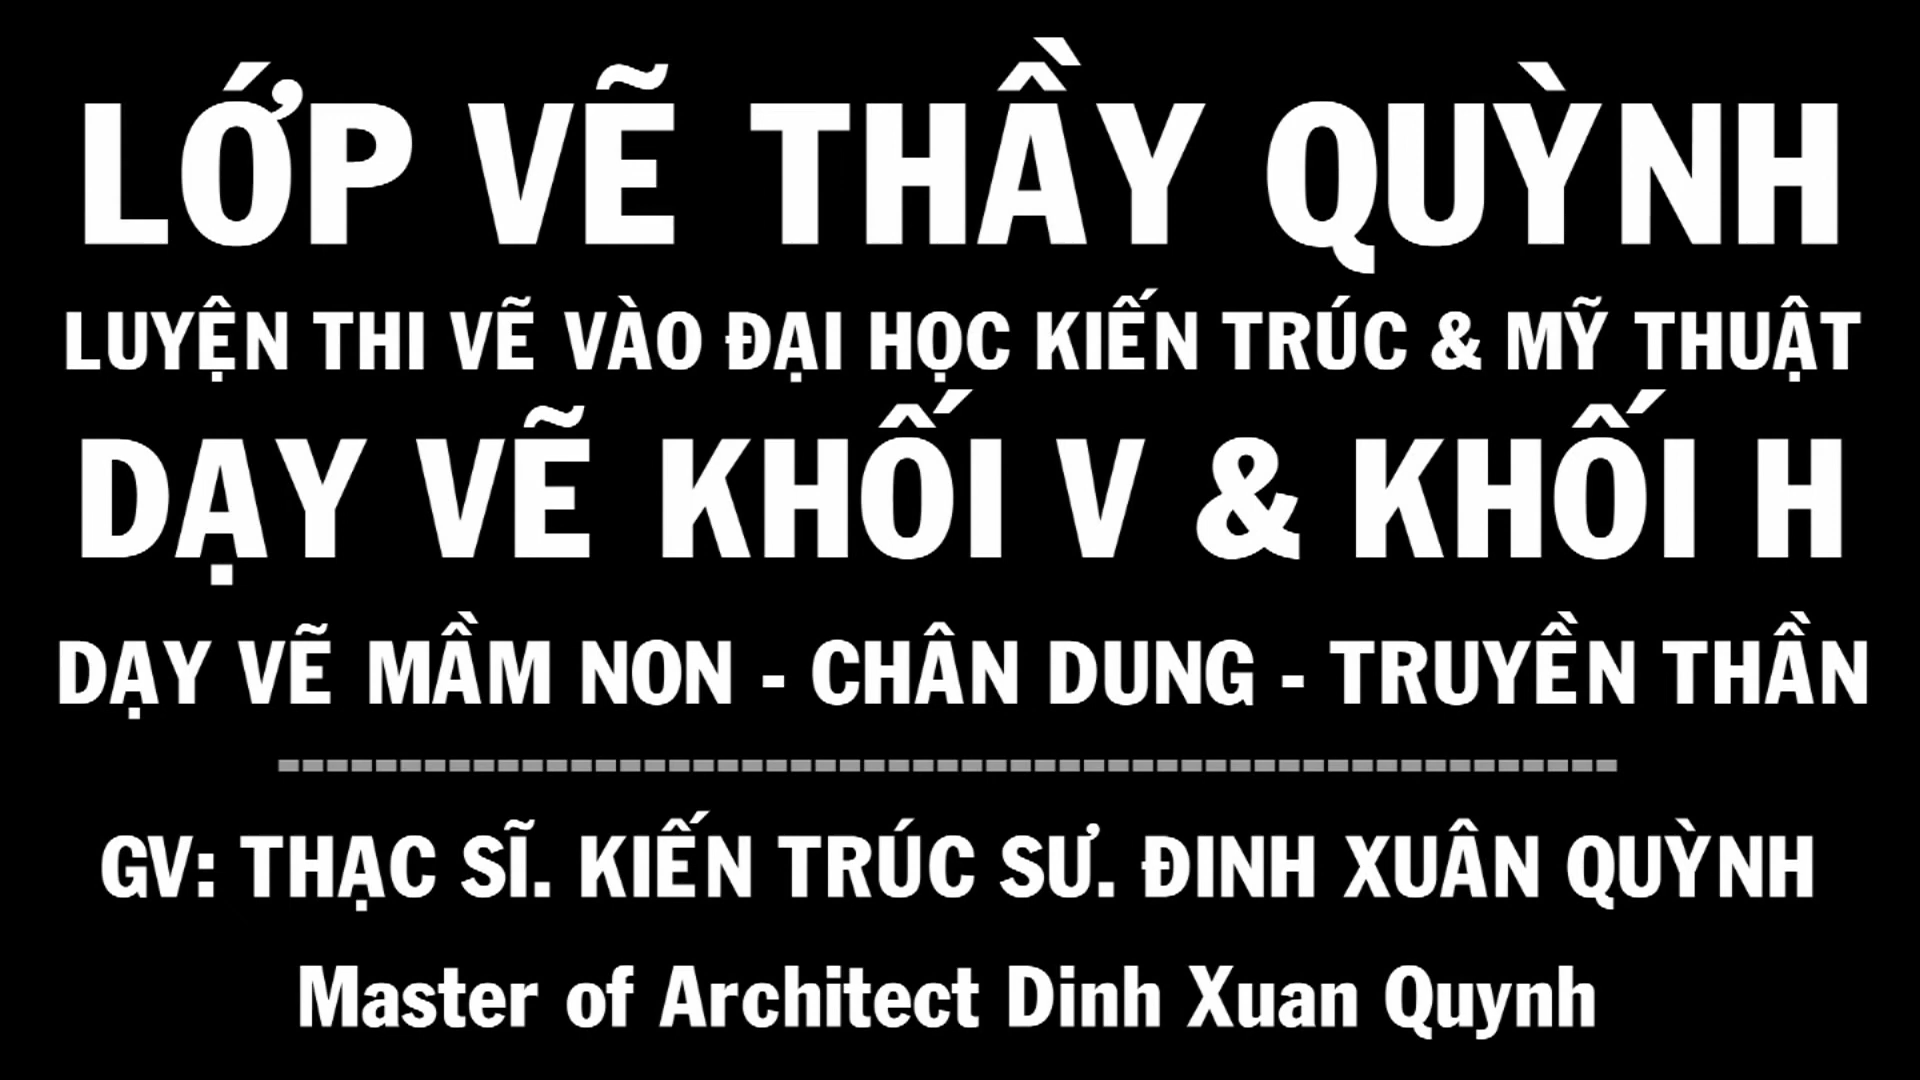 LỚP VẼ THẦY QUỲNH
LUYỆN THI VẼ VÀO ĐẠI HỌC KIẾN TRÚC & MỸ THUẬT
DẠY VẼ KHỐI V & KHỐI H
DẠY VẼ MẦM NON - CHÂN DUNG - TRUYỀN THẦN
-------------------------------------------------------
GV: THẠC SĨ. KIẾN TRÚC SƯ. ĐINH XUÂN QUỲNH
Master of Architect Dinh Xuan Quynh